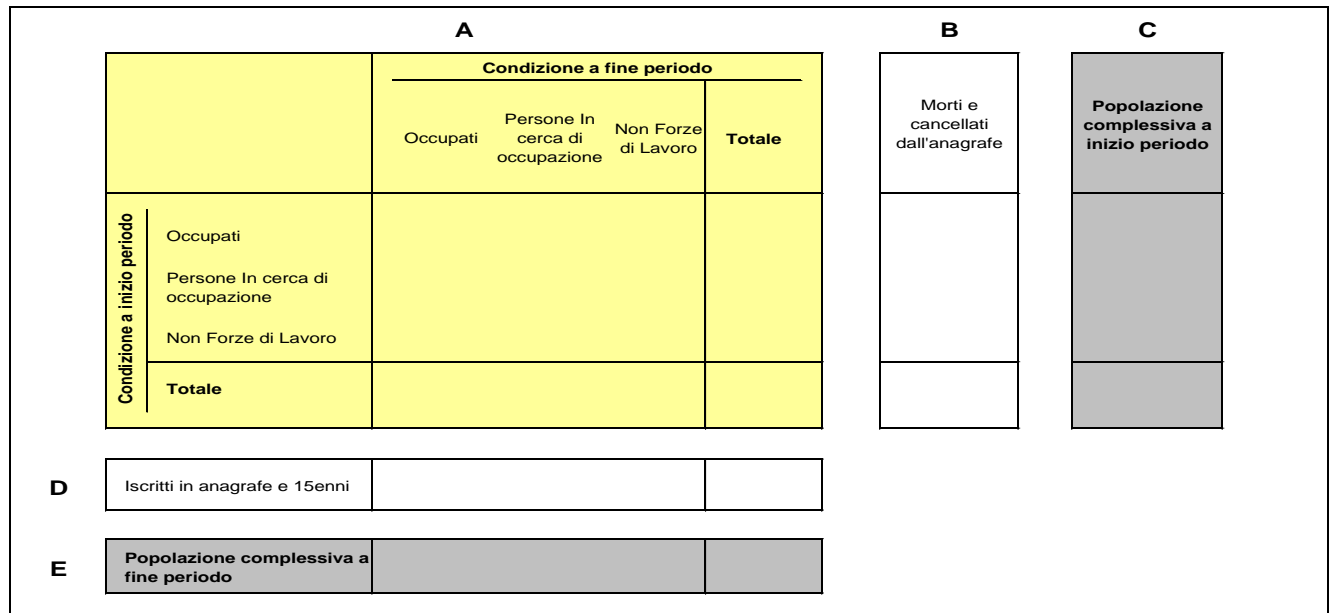 A
B
C
Condizione a fine periodo
Occupati
Persone In
cerca di
occupazione
Non Forze
di Lavoro
Totale
Morti e
cancellati
dall'anagrafe
Popolazione
complessiva a
inizio periodo
Condizione a inizio periodo
Occupati
Persone In cerca di
occupazione
Non Forze di Lavoro
Totale
D
Iscritti in anagrafe e 15enni
E
Popolazione complessiva a
fine periodo